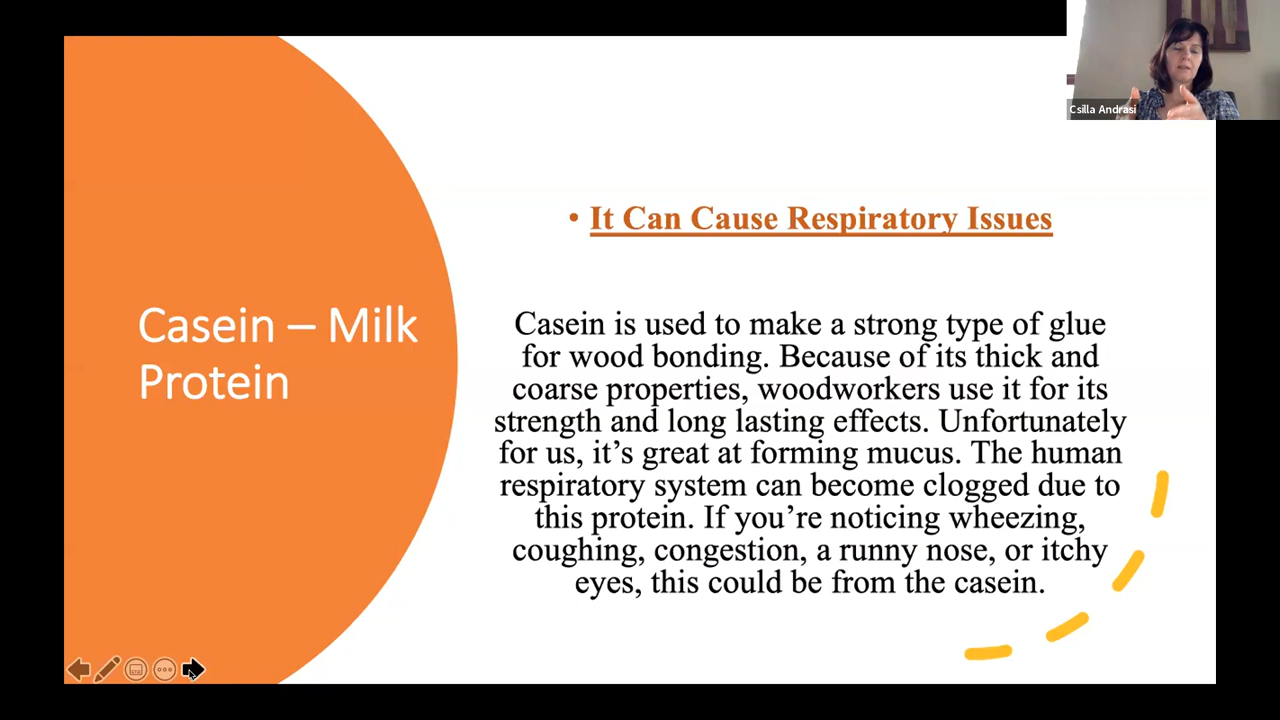 Csilla Andrasi
• It Can Cause Respiratory Issues
Casein – Milk
Protein
Casein is used to make a strong type of glue
for wood bonding. Because of its thick and
coarse properties, woodworkers use it for its
strength and long lasting effects. Unfortunately
for us, it’s great at forming mucus. The human
respiratory system can become clogged due to
this protein. If you’re noticing wheezing,
coughing, congestion, a runny nose, or itchy
eyes, this could be from the casein.